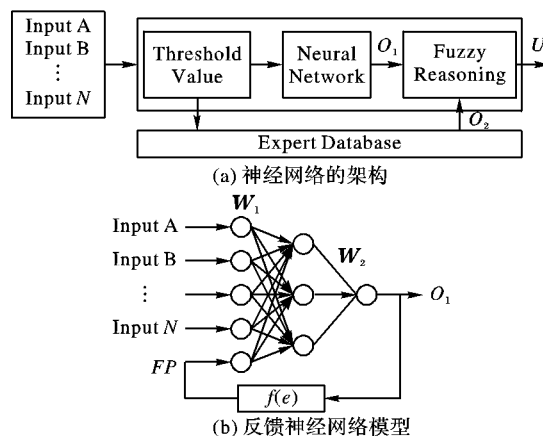 Input A
Input B
⋮
Input N
Threshold
Value
Neural
Network
O₁
Fuzzy
Reasoning
U
O₂
Expert Database
(a) 神经网络的架构
W₁
Input A
Input B
⋮
Input N
FP
W₂
O₁
f(e)
(b) 反馈神经网络模型